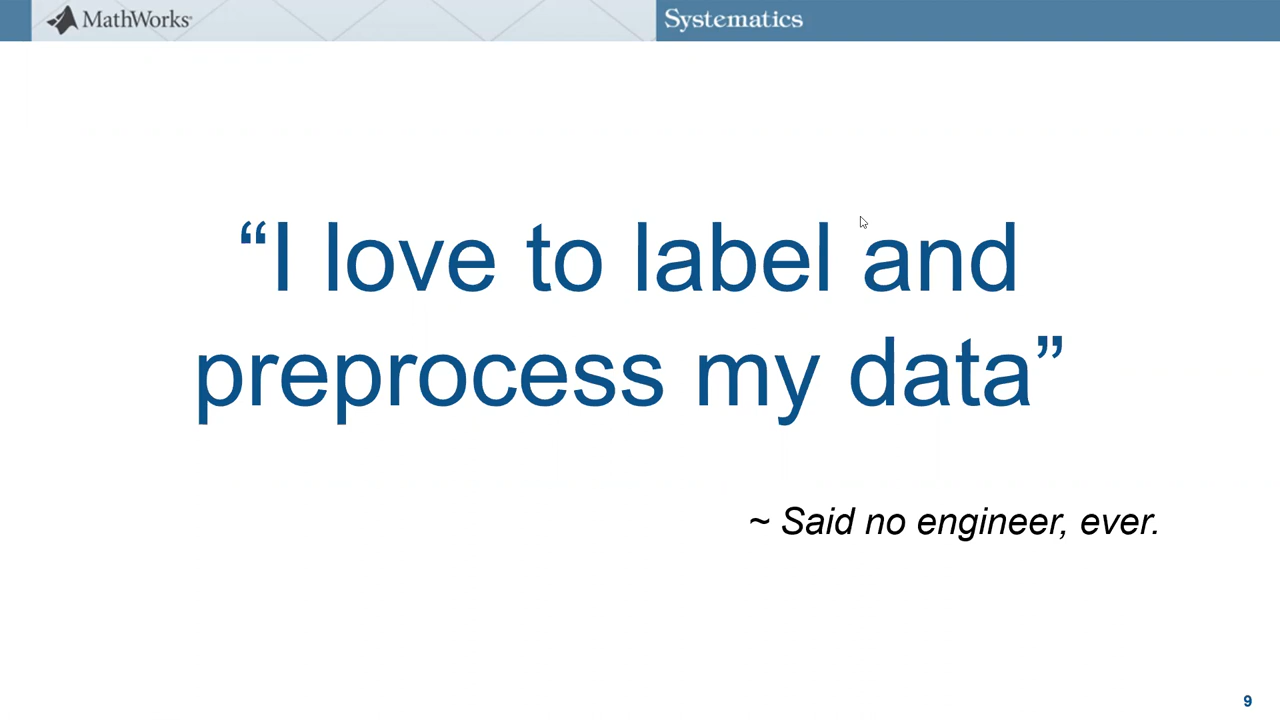 MathWorks®
Systematics
“I love to label and
preprocess my data”
~ Said no engineer, ever.
9